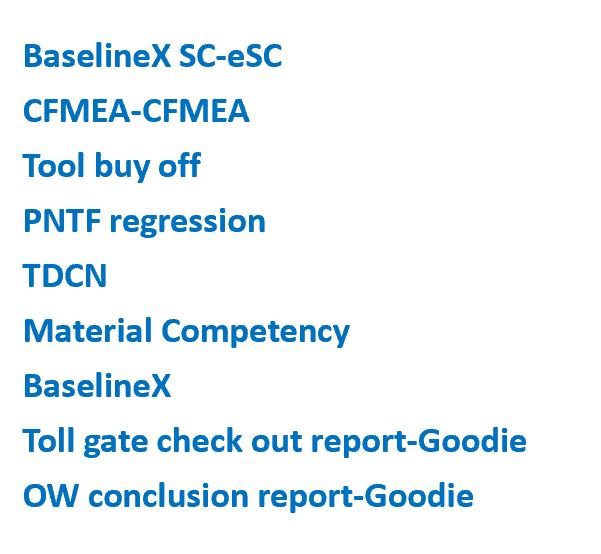 BaselineX SC-eSC
CFMEA-CFMEA
Tool buy off
PNTF regression
TDCN
Material Competency
BaselineX
Toll gate check out report-Goodie
OW conclusion report-Goodie